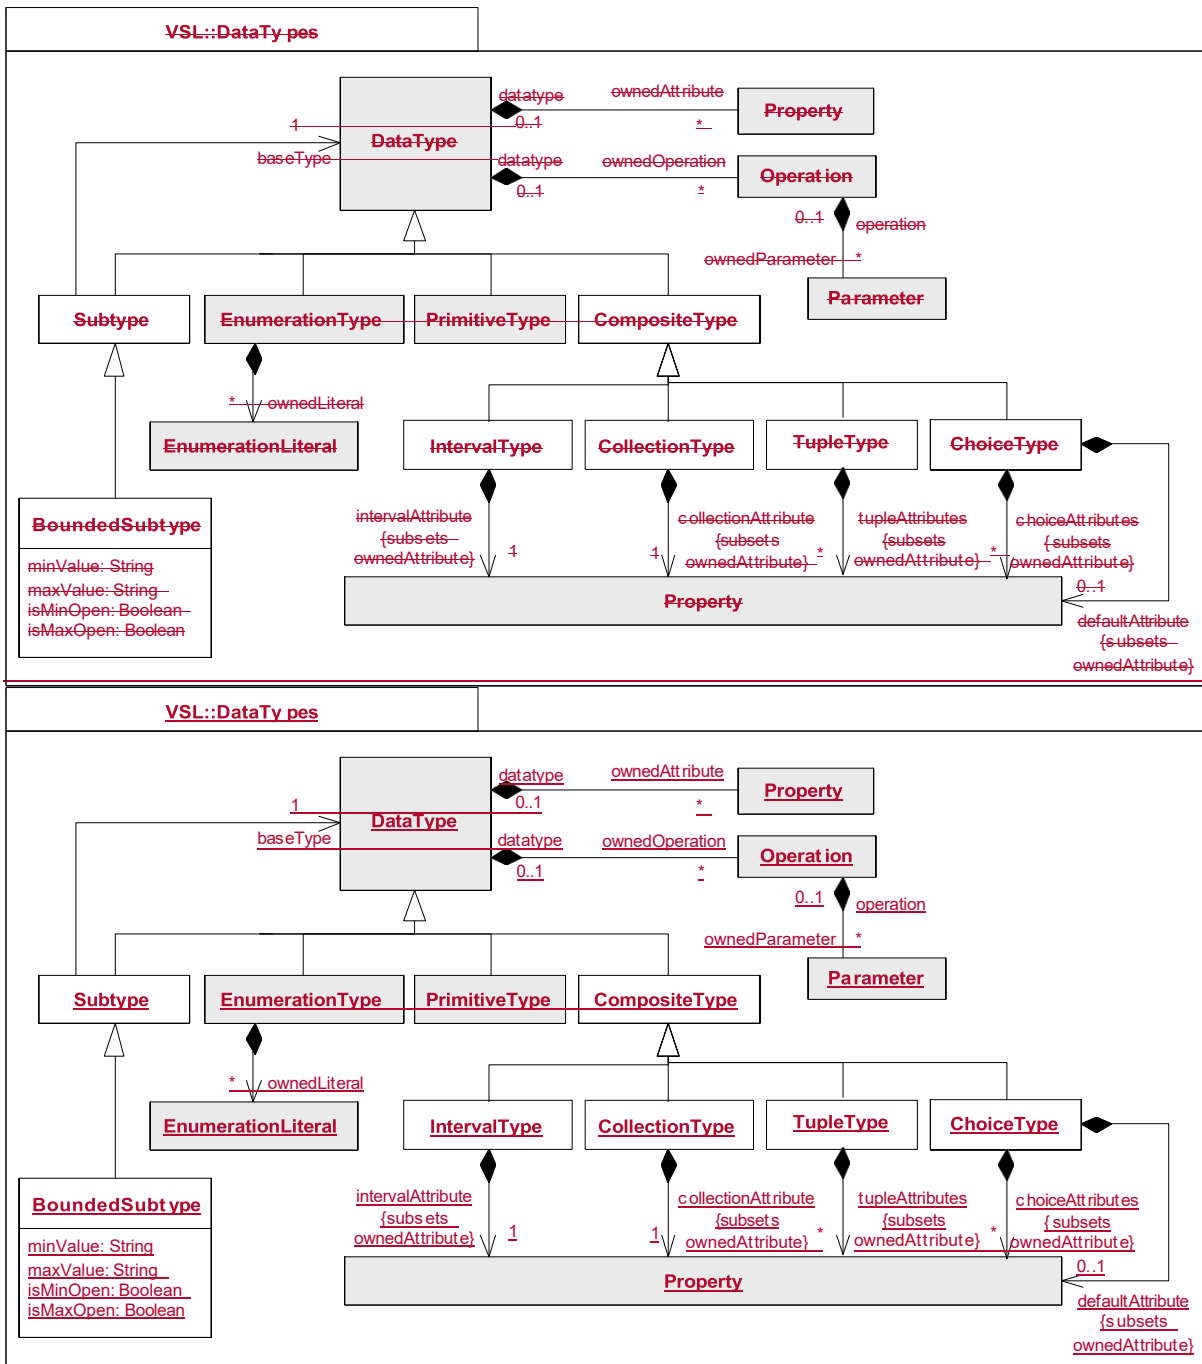 VSL::DataTypes
datatype
ownedAttribute
Property
1
0..1
*
DataType
baseType
datatype
ownedOperation
Operation
0..1
*
0..1
operation
ownedParameter *
Parameter
Subtype
EnumerationType
PrimitiveType
CompositeType
* ownedLiteral
EnumerationLiteral
IntervalType
CollectionType
TupleType
ChoiceType
BoundedSubtype
minValue: String
maxValue: String
isMinOpen: Boolean
isMaxOpen: Boolean
intervalAttribute
{subsets
ownedAttribute}
1
collectionAttribute
{subsets
ownedAttribute}
1
tupleAttributes
{subsets
ownedAttribute}
*
choiceAttributes
{subsets
ownedAttribute}
*
Property
0..1
defaultAttribute
{subsets
ownedAttribute}
VSL::DataTypes
datatype
ownedAttribute
Property
1
0..1
*
DataType
baseType
datatype
ownedOperation
Operation
0..1
*
0..1
operation
ownedParameter *
Parameter
Subtype
EnumerationType
PrimitiveType
CompositeType
* ownedLiteral
EnumerationLiteral
IntervalType
CollectionType
TupleType
ChoiceType
BoundedSubtype
minValue: String
maxValue: String
isMinOpen: Boolean
isMaxOpen: Boolean
intervalAttribute
{subsets
ownedAttribute}
1
collectionAttribute
{subsets
ownedAttribute}
1
tupleAttributes
{subsets
ownedAttribute}
*
choiceAttributes
{subsets
ownedAttribute}
*
Property
0..1
defaultAttribute
{subsets
ownedAttribute}